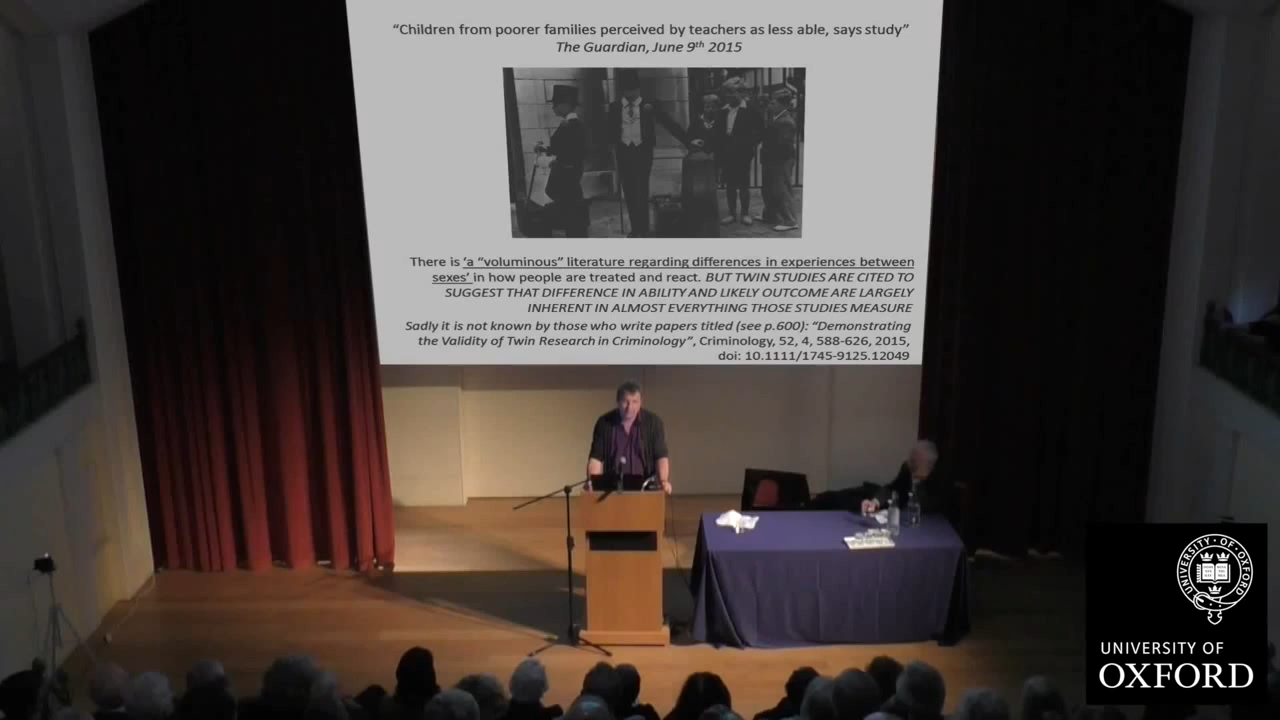 “Children from poorer families perceived by teachers as less able, says study”
The Guardian, June 9th 2015
There is ‘a “voluminous” literature regarding differences in experiences between
sexes’ in how people are treated and react. BUT TWIN STUDIES ARE CITED TO
SUGGEST THAT DIFFERENCE IN ABILITY AND LIKELY OUTCOME ARE LARGELY
INHERENT IN ALMOST EVERYTHING THOSE STUDIES MEASURE
Sadly it is not known by those who write papers titled (see p.600): “Demonstrating
the Validity of Twin Research in Criminology”, Criminology, 52, 4, 588-626, 2015,
doi: 10.1111/1745-9125.12049
UNIVERSITY · OF · OXFORD
UNIVERSITY OF
OXFORD